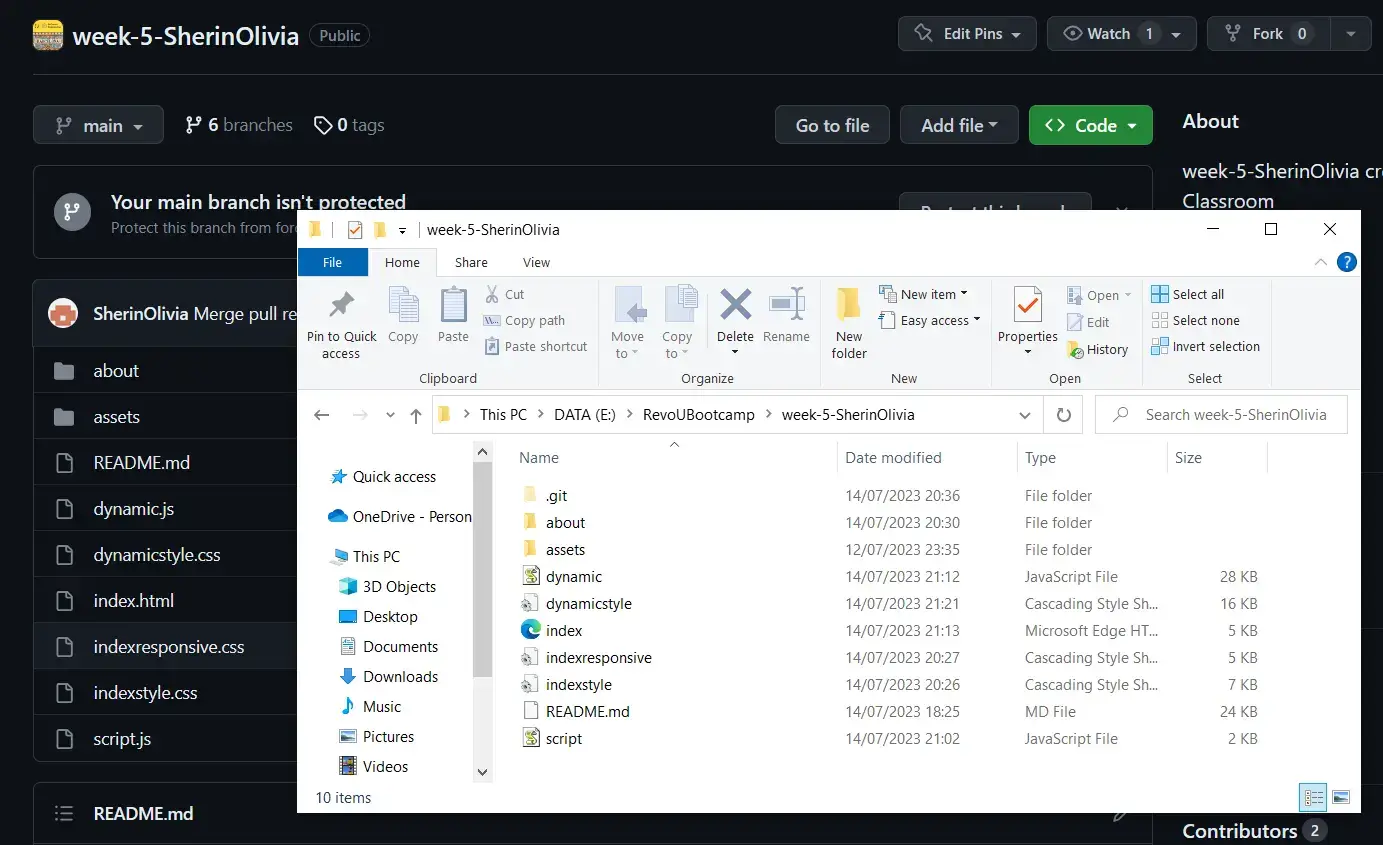 week-5-SherinOlivia Public
Edit Pins Watch 1 Fork 0
main 6 branches 0 tags
Go to file Add file Code
About
week-5-SherinOlivia
Classroom
Your main branch isn't protected
Protect this branch from
SherinOlivia Merge pull
about
assets
README.md
dynamic.js
dynamicstyle.css
index.html
indexresponsive.css
indexstyle.css
script.js
README.md
Contributors 2
week-5-SherinOlivia
File Home Share View
Pin to Quick
access
Copy
Paste
Cut
Copy path
Paste shortcut
Clipboard
Move
to
Copy
to
Delete
Rename
Organize
New
folder
New item
Easy access
New
Properties
Open
Edit
History
Open
Select all
Select none
Invert selection
Select
This PC DATA (E:) RevoUBootcamp week-5-SherinOlivia
Search week-5-SherinOlivia
Quick access
OneDrive - Person
This PC
3D Objects
Desktop
Documents
Downloads
Music
Pictures
Videos
Name Date modified Type Size
.git 14/07/2023 20:36 File folder
about 14/07/2023 20:30 File folder
assets 12/07/2023 23:35 File folder
dynamic 14/07/2023 21:12 JavaScript File 28 KB
dynamicstyle 14/07/2023 21:21 Cascading Style Sh... 16 KB
index 14/07/2023 21:13 Microsoft Edge HT... 5 KB
indexresponsive 14/07/2023 20:27 Cascading Style Sh... 5 KB
indexstyle 14/07/2023 20:26 Cascading Style Sh... 7 KB
README.md 14/07/2023 18:25 MD File 24 KB
script 14/07/2023 21:02 JavaScript File 2 KB
10 items